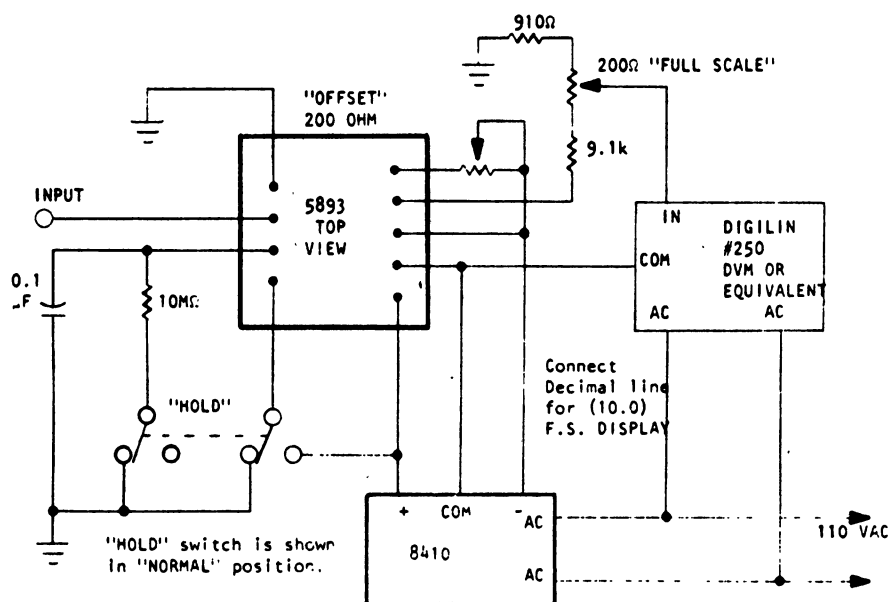 910Ω
200Ω "FULL SCALE"
"OFFSET"
200 OHM
9.1k
INPUT
5893
TOP
VIEW
IN
DIGILIN
#250
DVM OR
EQUIVALENT
COM
AC
AC
0.1
F
10MΩ
"HOLD"
Connect
Decimal line
for (10.0)
F.S. DISPLAY
+
COM
-
AC
8410
AC
110 VAC
"HOLD" switch is shown
in "NORMAL" position.